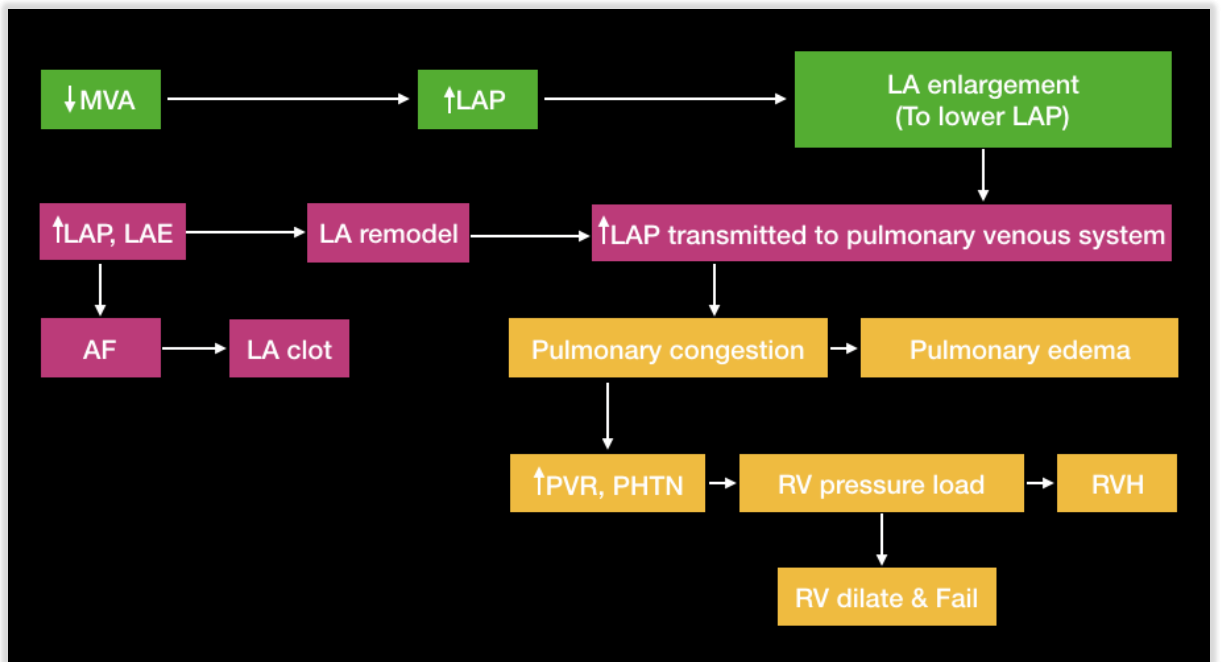 ↓MVA
↑LAP
LA enlargement
(To lower LAP)
↑LAP, LAE
LA remodel
↑LAP transmitted to pulmonary venous system
AF
LA clot
Pulmonary congestion
Pulmonary edema
↑PVR, PHTN
RV pressure load
RVH
RV dilate & Fail